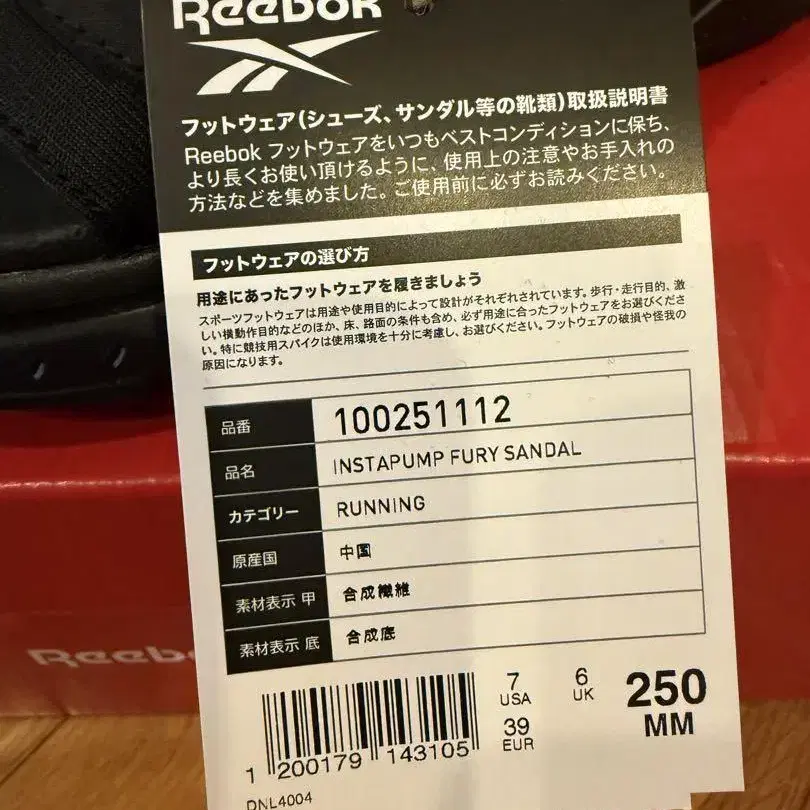 Reebok
フットウェア(シューズ、サンダル等の靴類)取扱説明書
Reebok フットウェアをいつもベストコンディションに保ち、
より長くお使い頂けるように、使用上の注意やお手入れの
方法などを集めました。ご使用前に必ずお読みください。
フットウェアの選び方
用途にあったフットウェアを履きましょう
スポーツフットウェアは用途や使用目的によって設計がそれぞれされています。歩行・走行目的、激
しい横動作目的などのほか、床、路面の条件も含め、必ず用途に合ったフットウェアをお選びくださ
い。特に競技用スパイクは使用環境を十分に考慮し、お選びください。フットウェアの破損や怪我の
原因になります。
品番 100251112
品名 INSTAPUMP FURY SANDAL
カテゴリー RUNNING
原産国 中国
素材表示 甲 合成繊維
素材表示 底 合成底
7 USA 6 UK 250 MM
39 EUR
1 200179 143105
DNL4004
Reebo